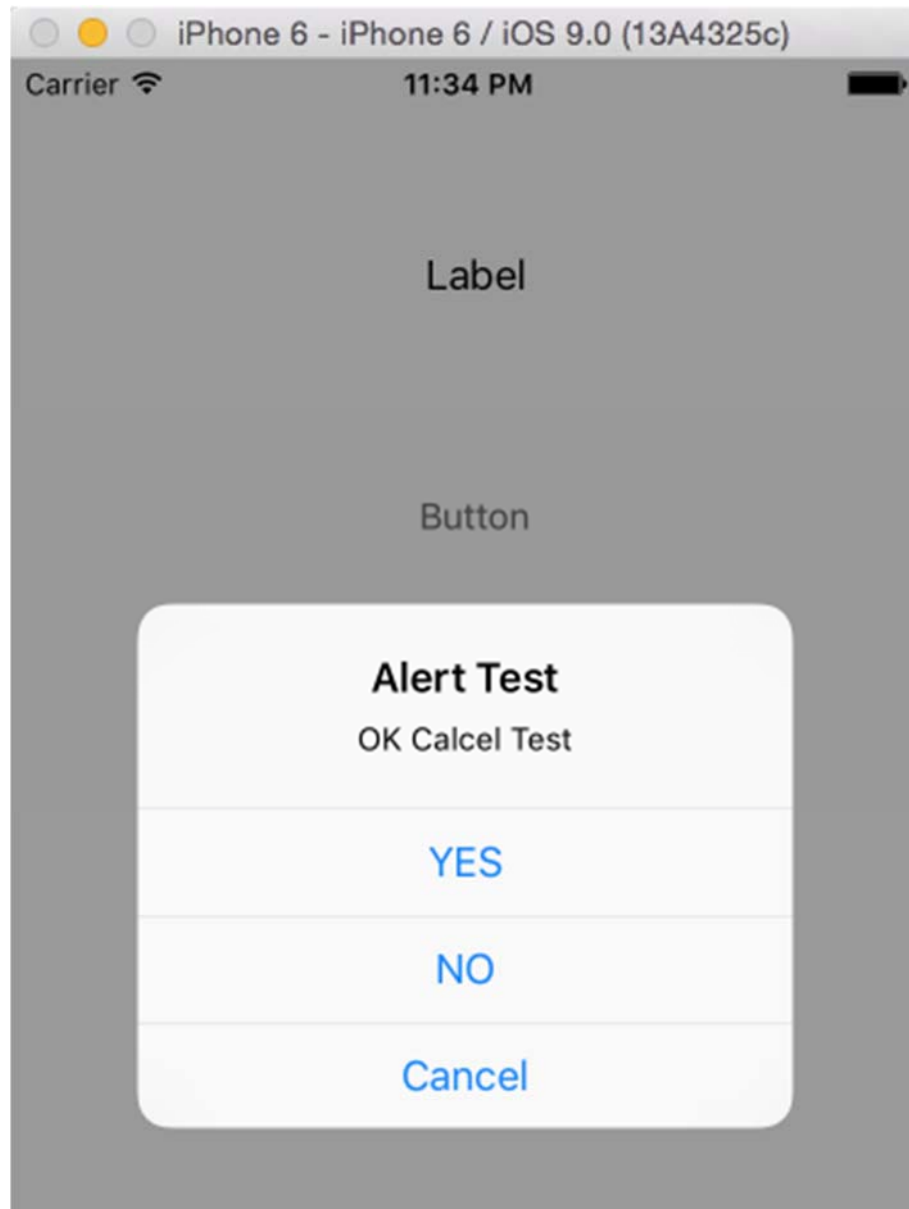 iPhone 6 - iPhone 6 / iOS 9.0 (13A4325c)
Carrier 11:34 PM
Label
Button
Alert Test
OK Calcel Test
YES
NO
Cancel